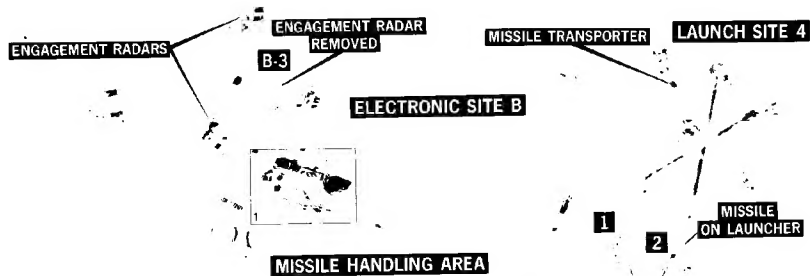 ENGAGEMENT RADARS
ENGAGEMENT RADAR
REMOVED
B-3
ELECTRONIC SITE B
1
MISSILE HANDLING AREA
MISSILE TRANSPORTER
LAUNCH SITE 4
1
2
MISSILE
ON LAUNCHER